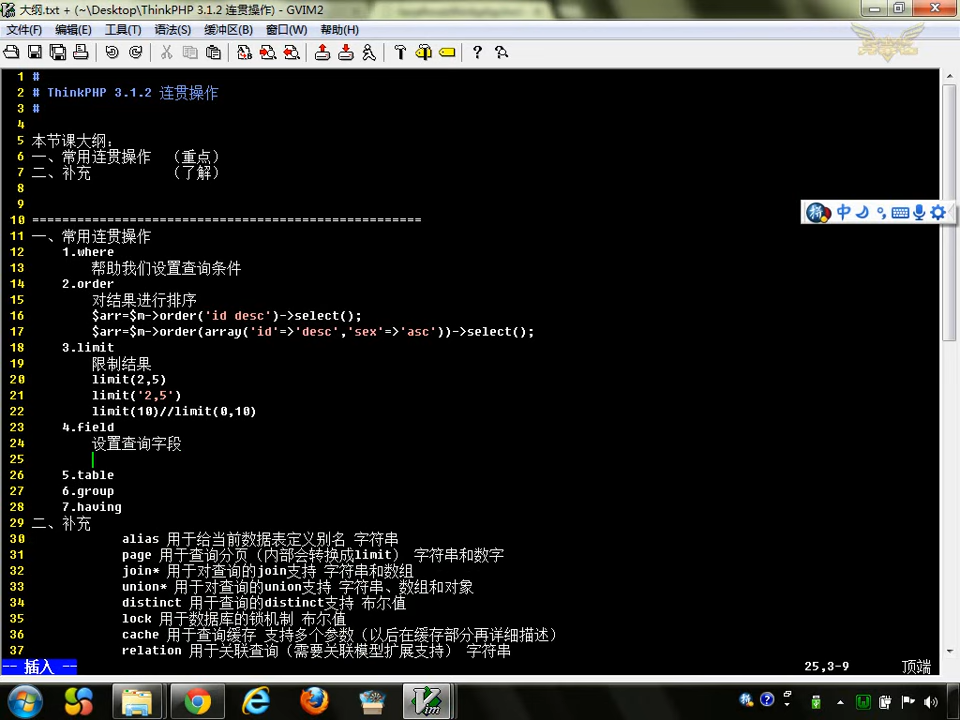 大纲.txt + (~\Desktop\ThinkPHP 3.1.2 连贯操作) - GVIM2
文件(F) 编辑(E) 工具(T) 语法(S) 缓冲区(B) 窗口(W) 帮助(H)
1 #
2 # ThinkPHP 3.1.2 连贯操作
3 #
4
5 本节课大纲:
6 一、常用连贯操作 （重点）
7 二、补充 （了解）
8
9
10 ====================================================
11 一、常用连贯操作
12 1.where
13 帮助我们设置查询条件
14 2.order
15 对结果进行排序
16 $arr=$m->order('id desc')->select();
17 $arr=$m->order(array('id'=>'desc','sex'=>'asc'))->select();
18 3.limit
19 限制结果
20 limit(2,5)
21 limit('2,5')
22 limit(10)//limit(0,10)
23 4.field
24 设置查询字段
25
26 5.table
27 6.group
28 7.having
29 二、补充
30 alias 用于给当前数据表定义别名 字符串
31 page 用于查询分页（内部会转换成limit） 字符串和数字
32 join* 用于对查询的join支持 字符串和数组
33 union* 用于对查询的union支持 字符串、数组和对象
34 distinct 用于查询的distinct支持 布尔值
35 lock 用于数据库的锁机制 布尔值
36 cache 用于查询缓存 支持多个参数（以后在缓存部分再详细描述）
37 relation 用于关联查询（需要关联模型扩展支持） 字符串
-- 插入 -- 25,3-9 顶端
拼 中